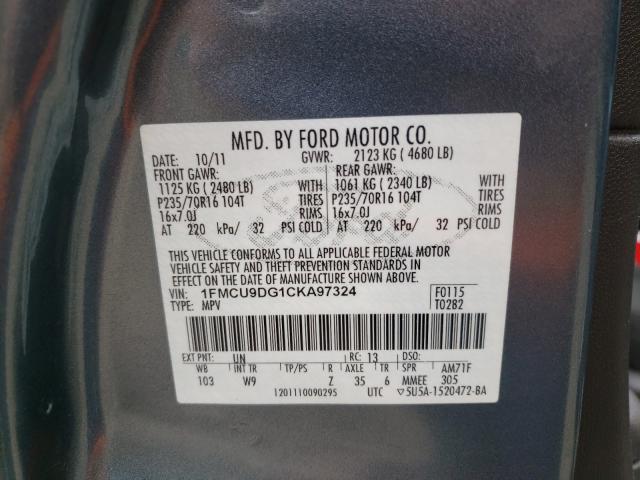 MFD. BY FORD MOTOR CO.
DATE: 10/11 GVWR: 2123 KG ( 4680 LB)
FRONT GAWR: REAR GAWR:
1125 KG ( 2480 LB) WITH 1061 KG ( 2340 LB) WITH
P235/70R16 104T TIRES P235/70R16 104T TIRES
16x7.0J RIMS 16x7.0J RIMS
AT 220 kPa/ 32 PSI COLD AT 220 kPa/ 32 PSI COLD
THIS VEHICLE CONFORMS TO ALL APPLICABLE FEDERAL MOTOR
VEHICLE SAFETY AND THEFT PREVENTION STANDARDS IN
EFFECT ON THE DATE OF MANUFACTURE SHOWN ABOVE.
VIN: 1FMCU9DG1CKA97324 F0115
TYPE: MPV T0282
EXT PNT: UN RC: 13 DSO:
WB INT TR TP/PS R AXLE TR SPR AM71F
103 W9 Z 35 6 MMEE 305
1201110090295 UTC ▽5U5A-1520472-BA